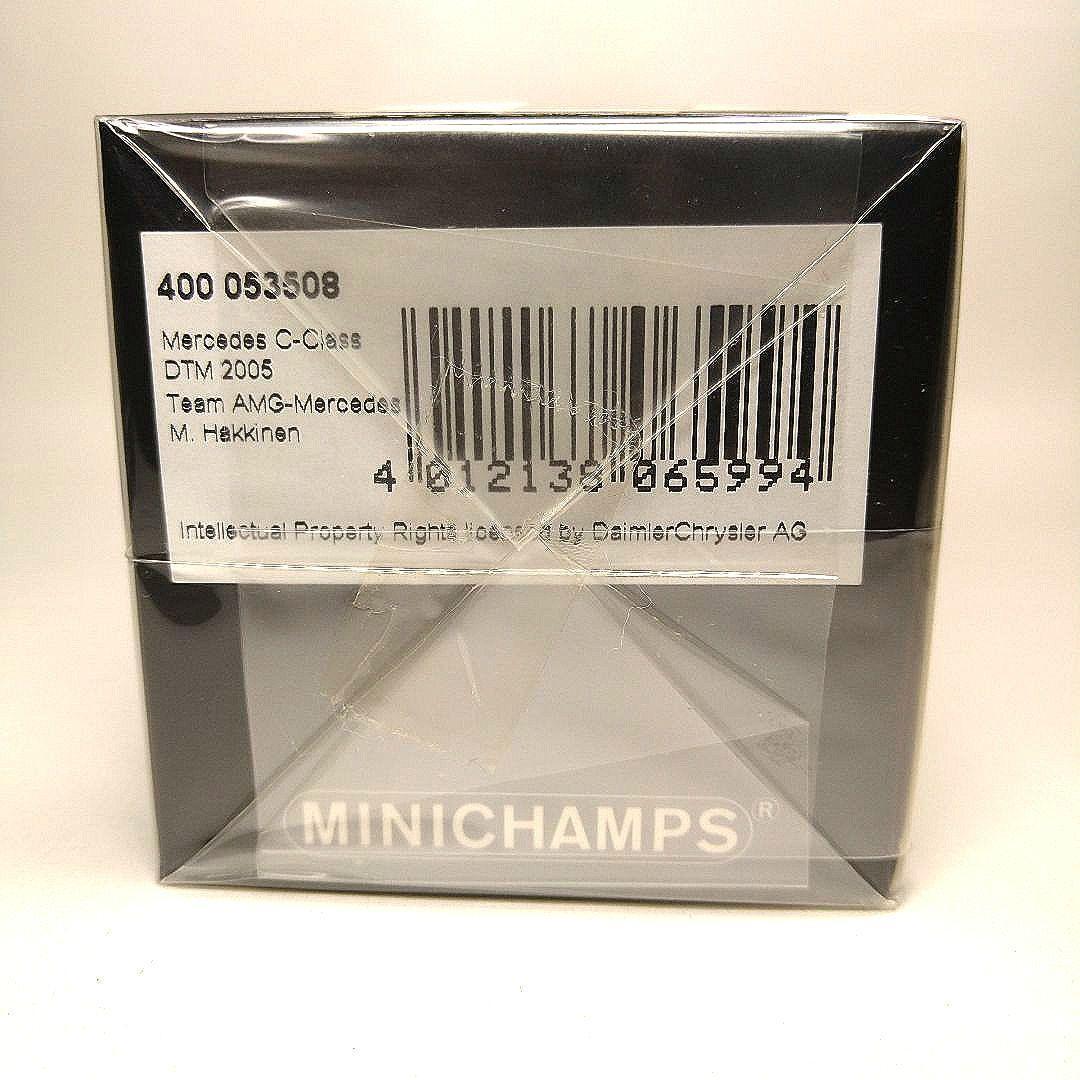 400 053508
Mercedes C-Class
DTM 2005
Team AMG-Mercedes
M. Hakkinen
4 012138 065994
Intellectual Property Rights licensed by DaimlerChrysler AG
MINICHAMPS®